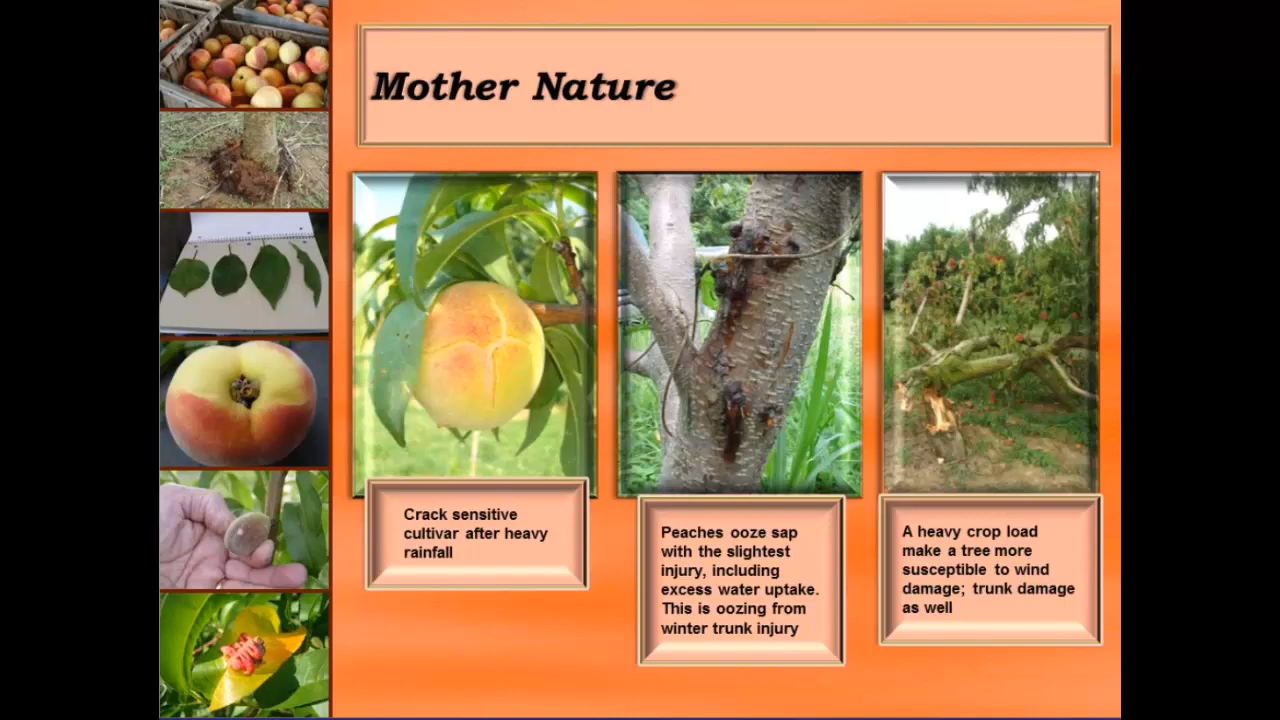 Mother Nature
Crack sensitive
cultivar after heavy
rainfall
Peaches ooze sap
with the slightest
injury, including
excess water uptake.
This is oozing from
winter trunk injury
A heavy crop load
make a tree more
susceptible to wind
damage; trunk damage
as well